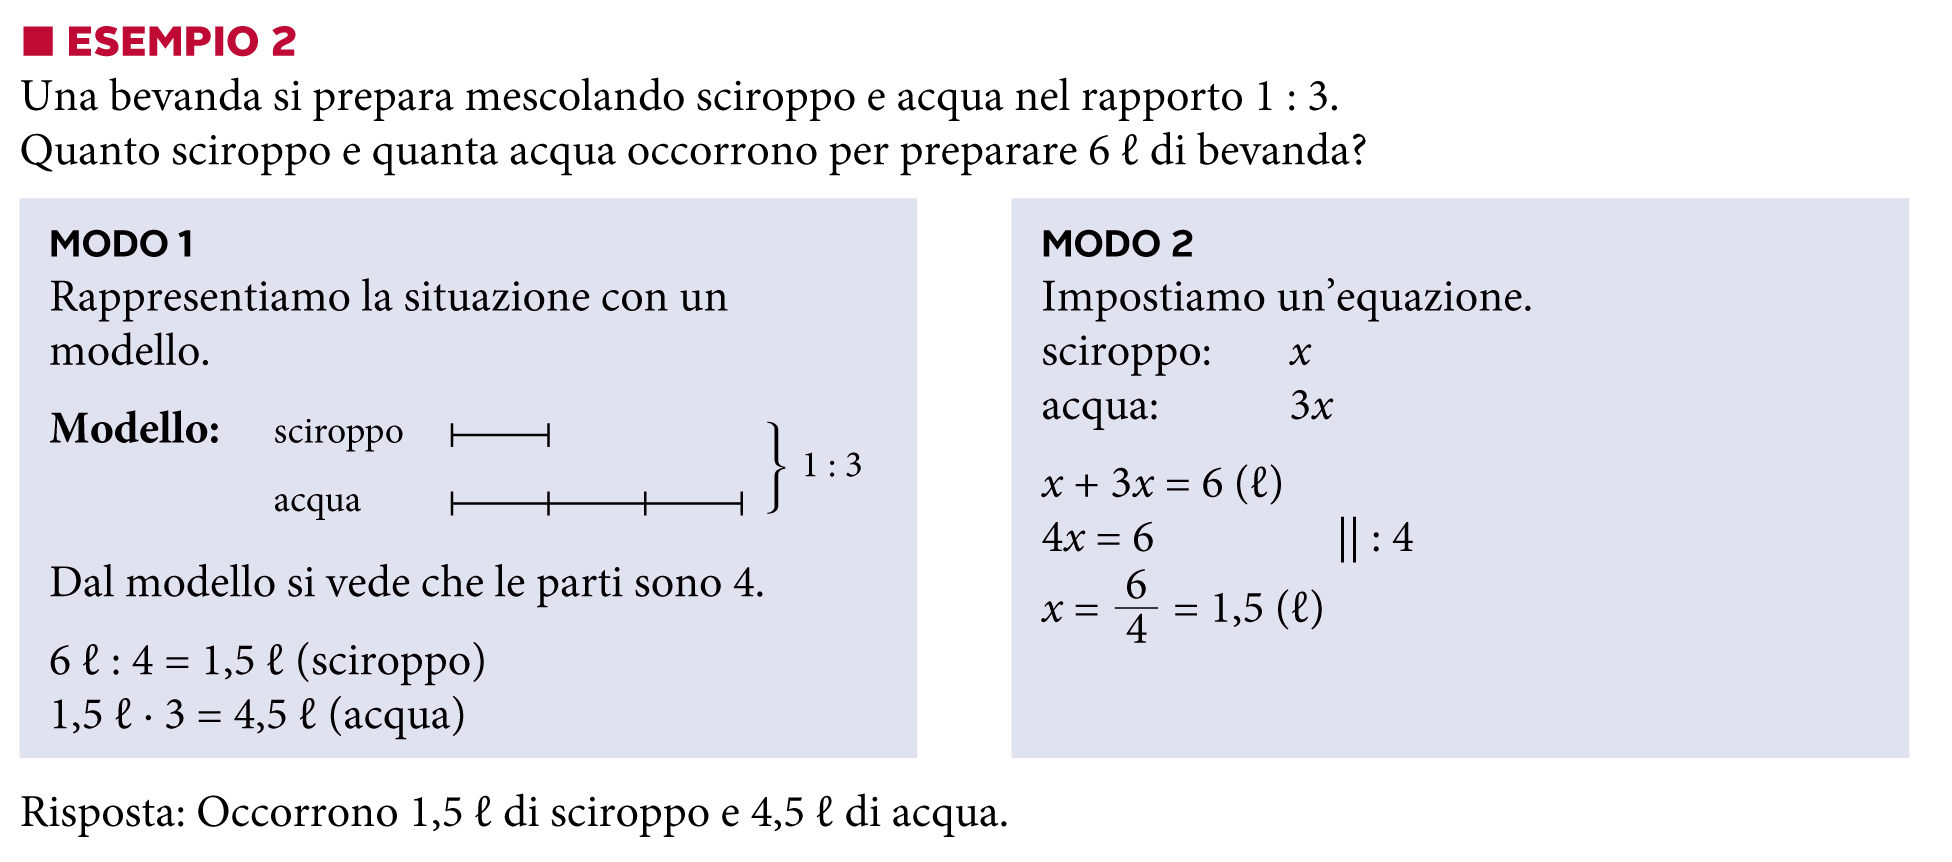 ■ ESEMPIO 2
Una bevanda si prepara mescolando sciroppo e acqua nel rapporto 1 : 3.
Quanto sciroppo e quanta acqua occorrono per preparare 6 ℓ di bevanda?
MODO 1
Rappresentiamo la situazione con un
modello.
Modello: sciroppo
acqua
1 : 3
Dal modello si vede che le parti sono 4.
6 ℓ : 4 = 1,5 ℓ (sciroppo)
1,5 ℓ · 3 = 4,5 ℓ (acqua)
MODO 2
Impostiamo un’equazione.
sciroppo: x
acqua: 3x
x + 3x = 6 (ℓ)
4x = 6 || : 4
x = 6/4 = 1,5 (ℓ)
Risposta: Occorrono 1,5 ℓ di sciroppo e 4,5 ℓ di acqua.